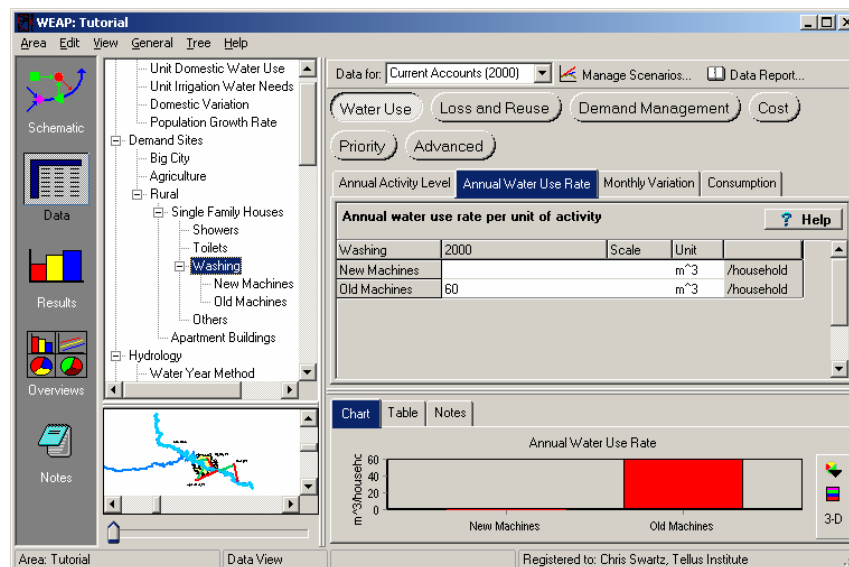 WEAP: Tutorial
Area Edit View General Tree Help
Schematic
Data
Results
Overviews
Notes
Unit Domestic Water Use
Unit Irrigation Water Needs
Domestic Variation
Population Growth Rate
Demand Sites
Big City
Agriculture
Rural
Single Family Houses
Showers
Toilets
Washing
New Machines
Old Machines
Others
Apartment Buildings
Hydrology
Water Year Method
Data for: Current Accounts (2000) Manage Scenarios... Data Report...
Water Use Loss and Reuse Demand Management Cost
Priority Advanced
Annual Activity Level Annual Water Use Rate Monthly Variation Consumption
Annual water use rate per unit of activity ? Help
Washing 2000 Scale Unit
New Machines m^3 /household
Old Machines 60 m^3 /household
Chart Table Notes
Annual Water Use Rate
m^3/househc
60
40
20
0
New Machines Old Machines
3-D
Area: Tutorial Data View Registered to: Chris Swartz, Tellus Institute